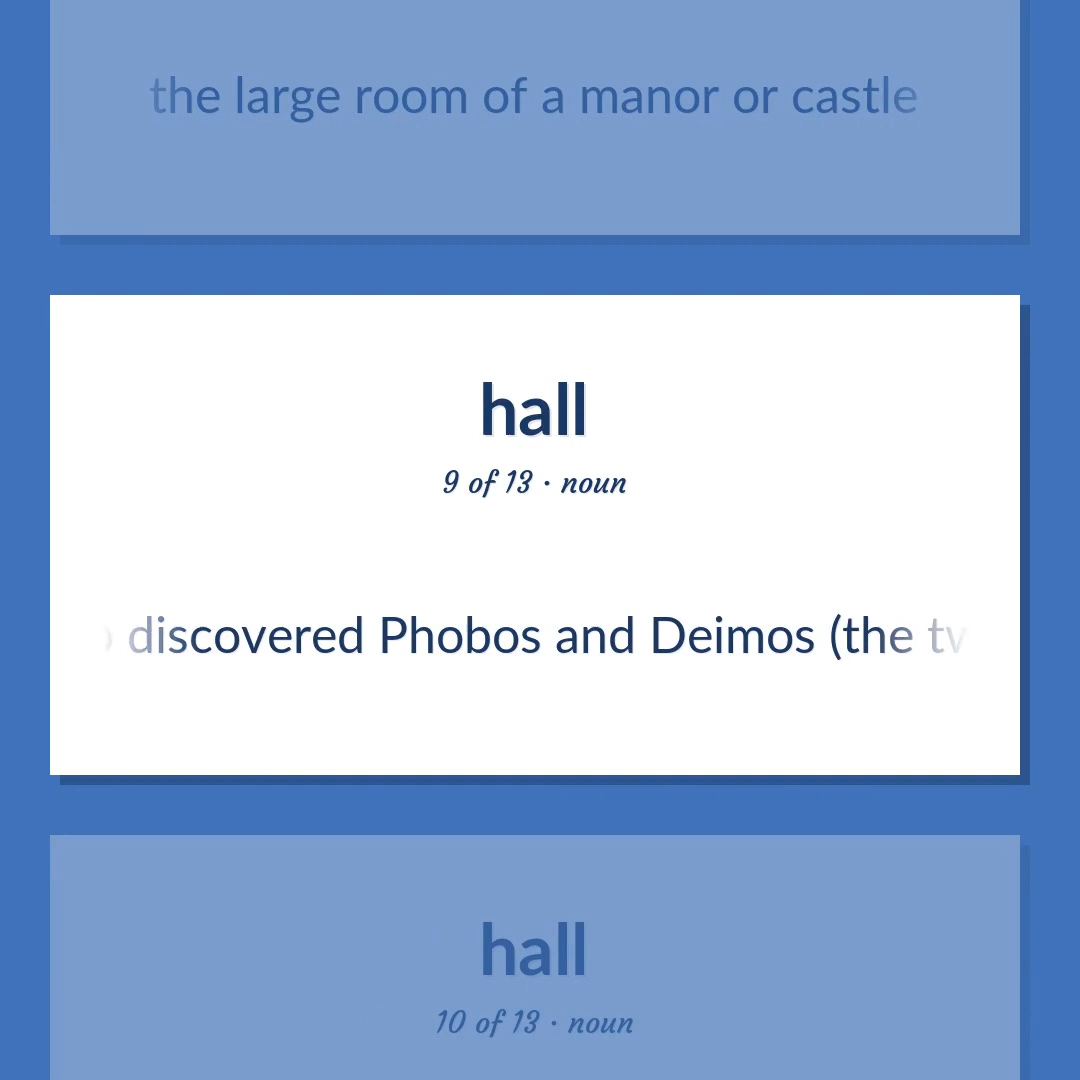 the large room of a manor or castle
hall
9 of 13 · noun
discovered Phobos and Deimos (the
hall
10 of 13 · noun